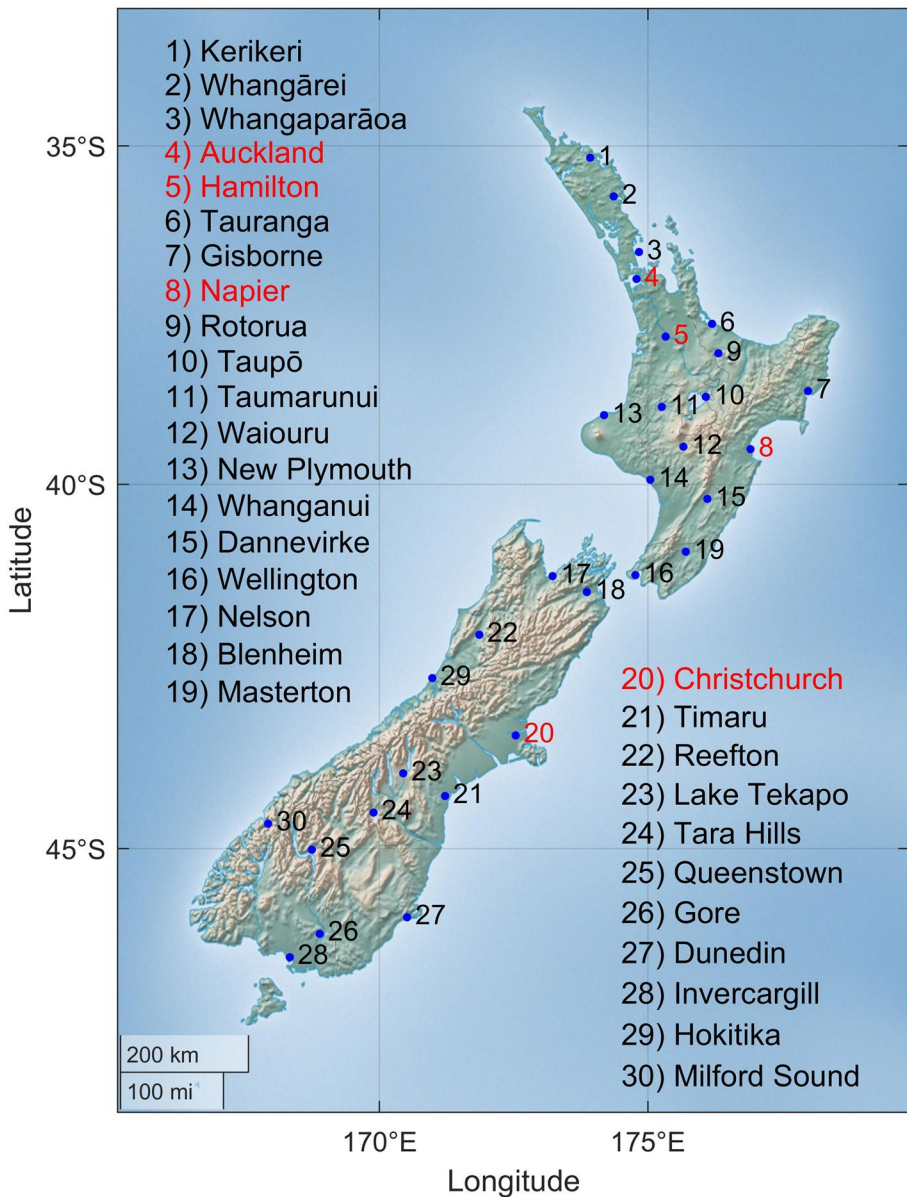 1) Kerikeri
2) Whangārei
3) Whangaparāoa
4) Auckland
5) Hamilton
6) Tauranga
7) Gisborne
8) Napier
9) Rotorua
10) Taupō
11) Taumarunui
12) Waiouru
13) New Plymouth
14) Whanganui
15) Dannevirke
16) Wellington
17) Nelson
18) Blenheim
19) Masterton
20) Christchurch
21) Timaru
22) Reefton
23) Lake Tekapo
24) Tara Hills
25) Queenstown
26) Gore
27) Dunedin
28) Invercargill
29) Hokitika
30) Milford Sound
35°S
40°S
45°S
Latitude
1
2
3
4
5
6
9
7
10
11
13
12
8
14
15
19
16
17
18
22
29
20
23
21
24
30
25
27
26
28
200 km
100 mi
170°E
175°E
Longitude